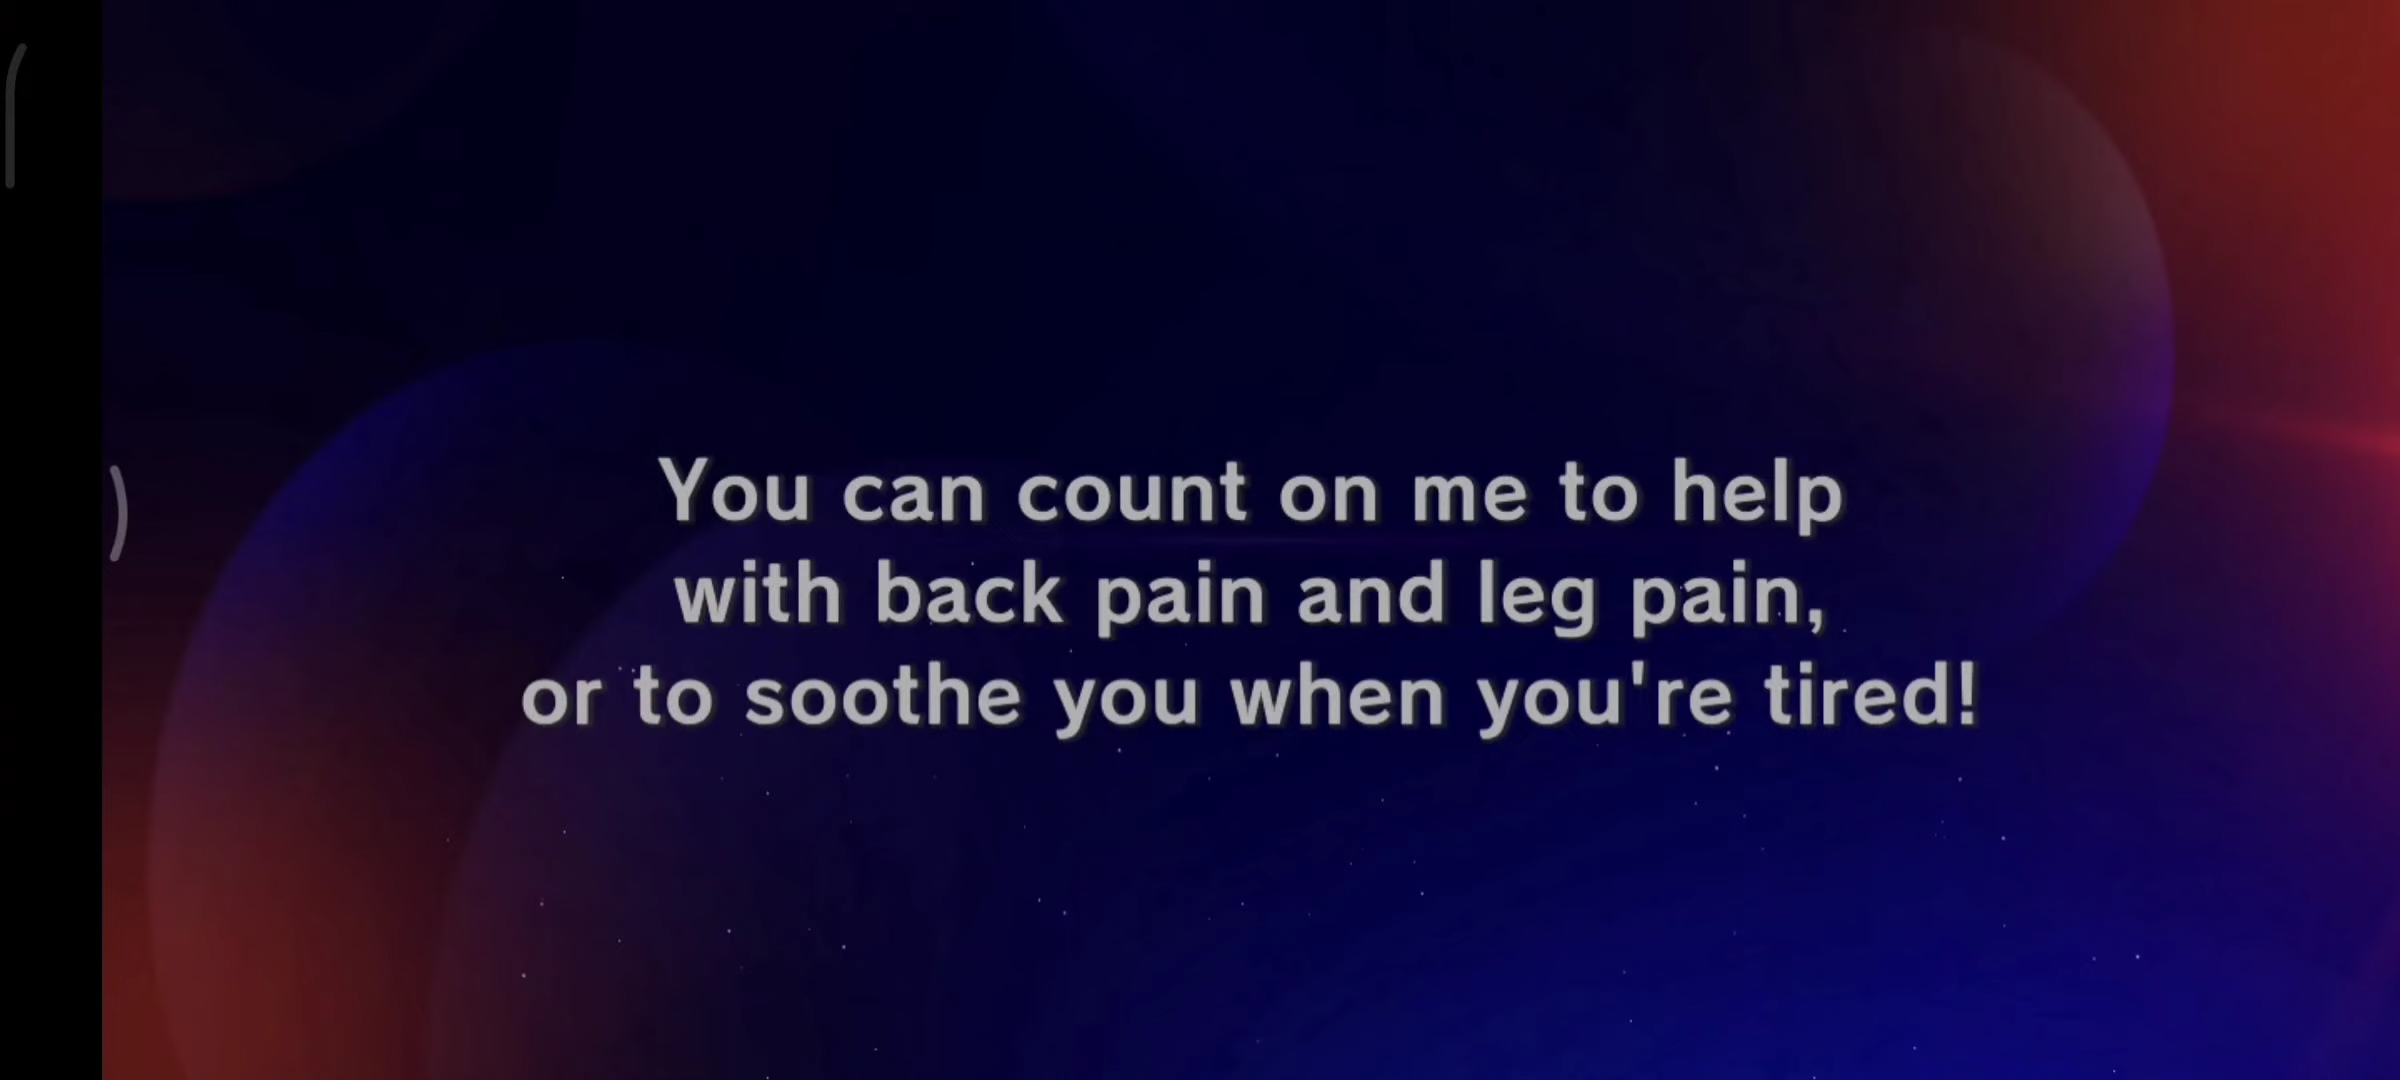 You can count on me to help
with back pain and leg pain,
or to soothe you when you're tired!